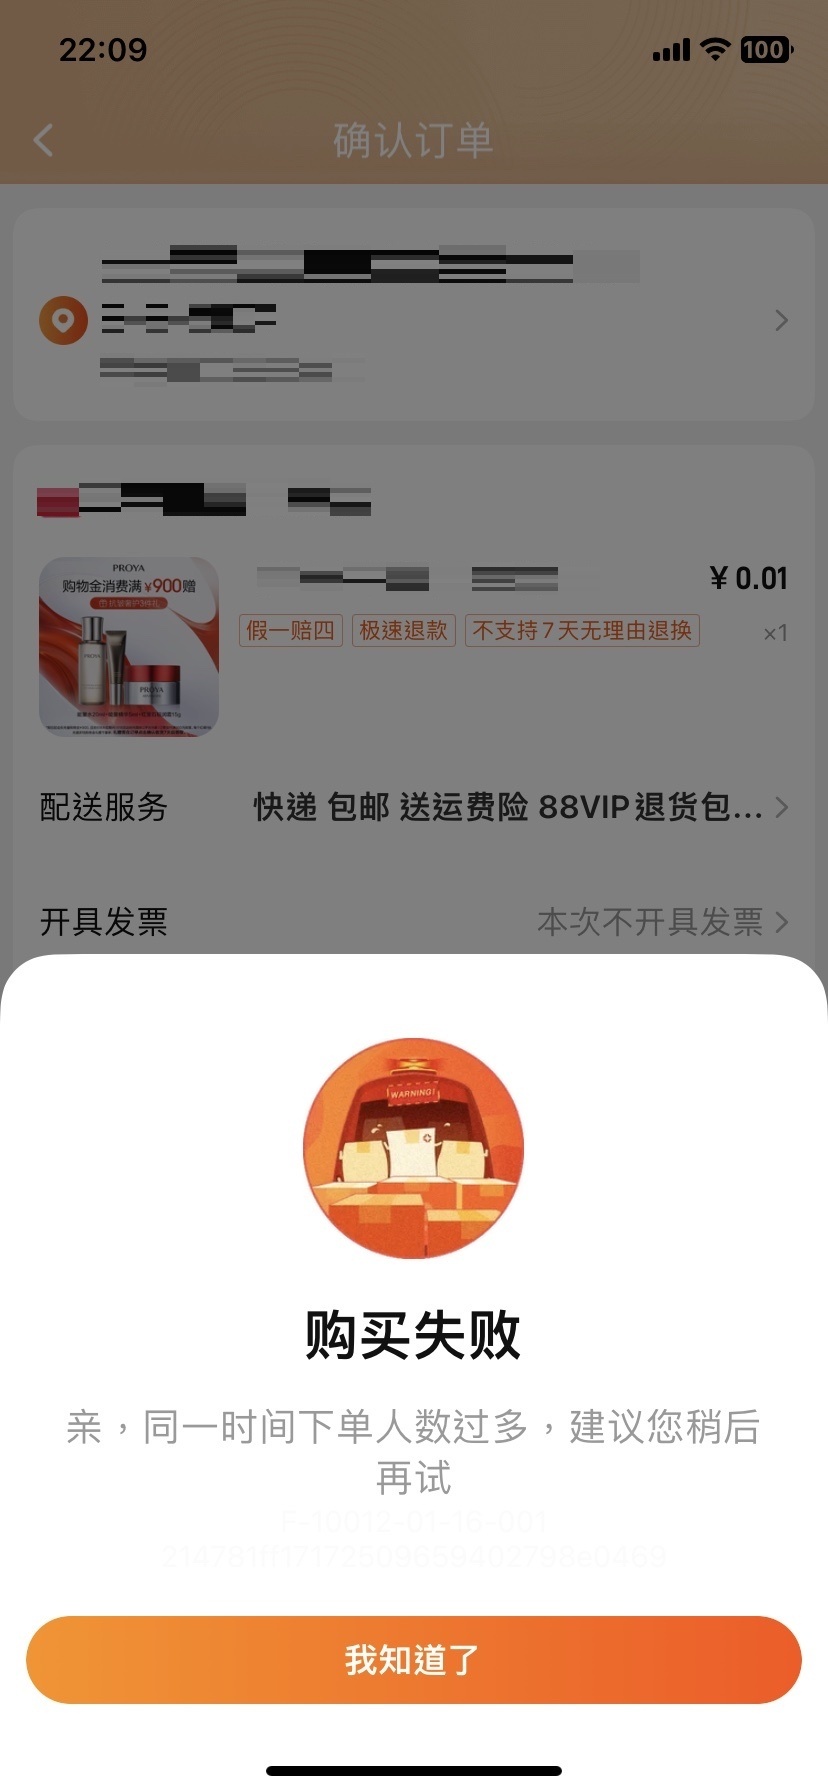 22:09
100
确认订单
PROYA
购物金消费满¥900赠
¥0.01
假一赔四 极速退款 不支持7天无理由退换
×1
PROYA
配送服务 快递 包邮 送运费险 88VIP退货包...
开具发票 本次不开具发票
WARNING!
购买失败
亲，同一时间下单人数过多，建议您稍后
再试
F-10012-01-16-001
我知道了